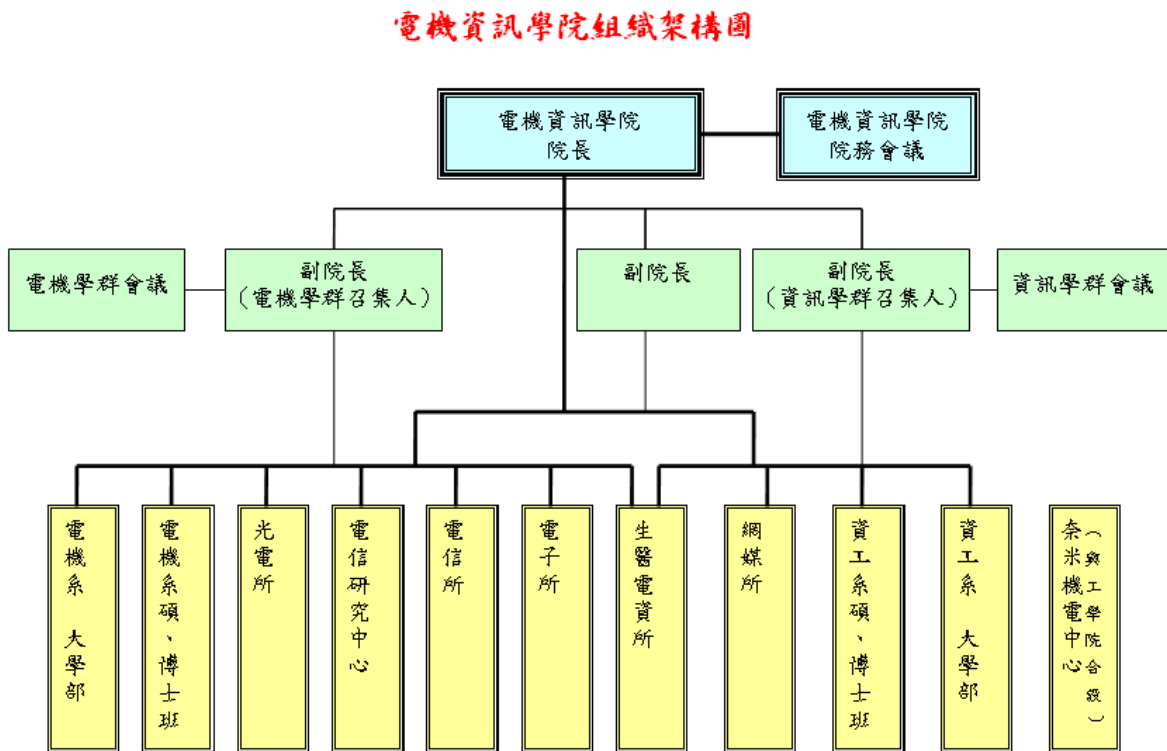 電機資訊學院組織架構圖
電機資訊學院
院長
電機資訊學院
院務會議
電機學群會議
副院長
（電機學群召集人）
副院長
副院長
（資訊學群召集人）
資訊學群會議
電機系 大學部
電機系碩、博士班
光電所
電信研究中心
電信所
電子所
生醫電資所
網媒所
資工系碩、博士班
資工系 大學部
（與工學院合設）
奈米機電中心